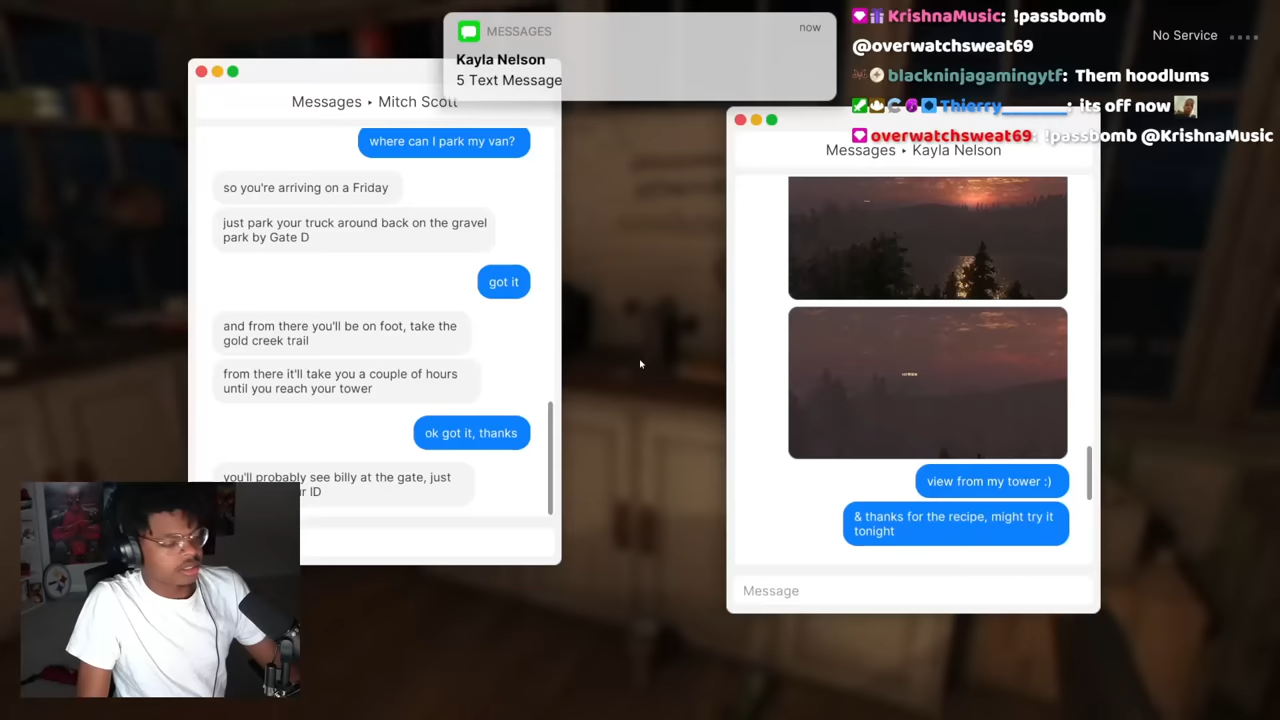 MESSAGES
now
Kayla Nelson
5 Text Message
No Service
KrishnaMusic: !passbomb
@overwatchsweat69
blackninjagamingytf: Them hoodlums
Thierry_______: its off now
overwatchsweat69: !passbomb @KrishnaMusic
Messages ▸ Mitch Scott
where can I park my van?
so you're arriving on a Friday
just park your truck around back on the gravel
park by Gate D
got it
and from there you'll be on foot, take the
gold creek trail
from there it'll take you a couple of hours
until you reach your tower
ok got it, thanks
you'll probably see billy at the gate, just
ID
Messages ▸ Kayla Nelson
view from my tower :)
& thanks for the recipe, might try it
tonight
Message